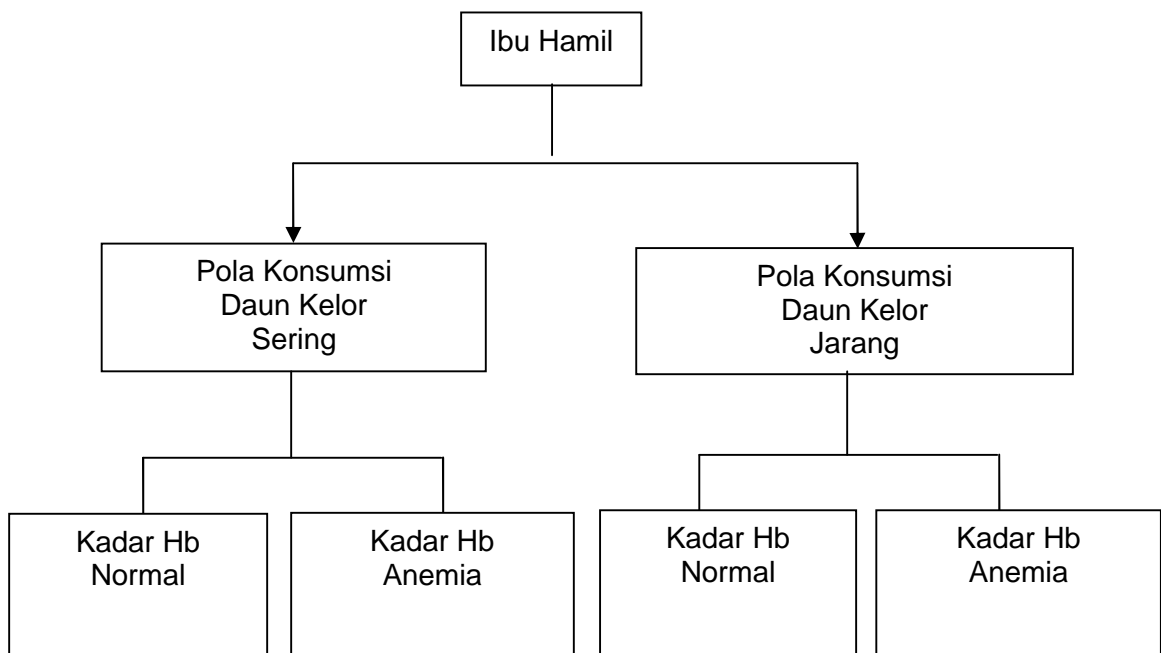 Ibu Hamil
Pola Konsumsi
Daun Kelor
Sering
Pola Konsumsi
Daun Kelor
Jarang
Kadar Hb
Normal
Kadar Hb
Anemia
Kadar Hb
Normal
Kadar Hb
Anemia